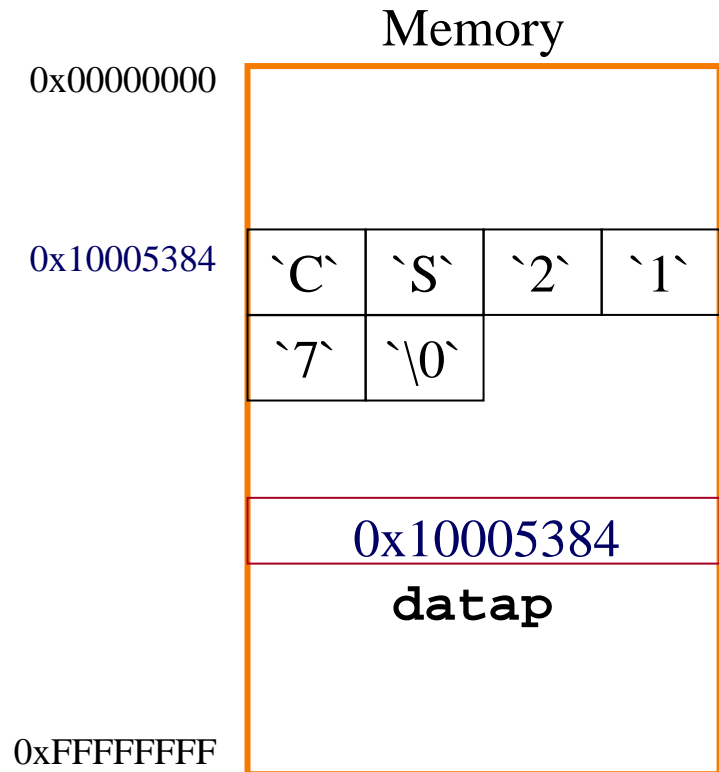 Memory
0x00000000
0x10005384 `C` `S` `2` `1`
`7` `\0`
0x10005384
datap
0xFFFFFFFF